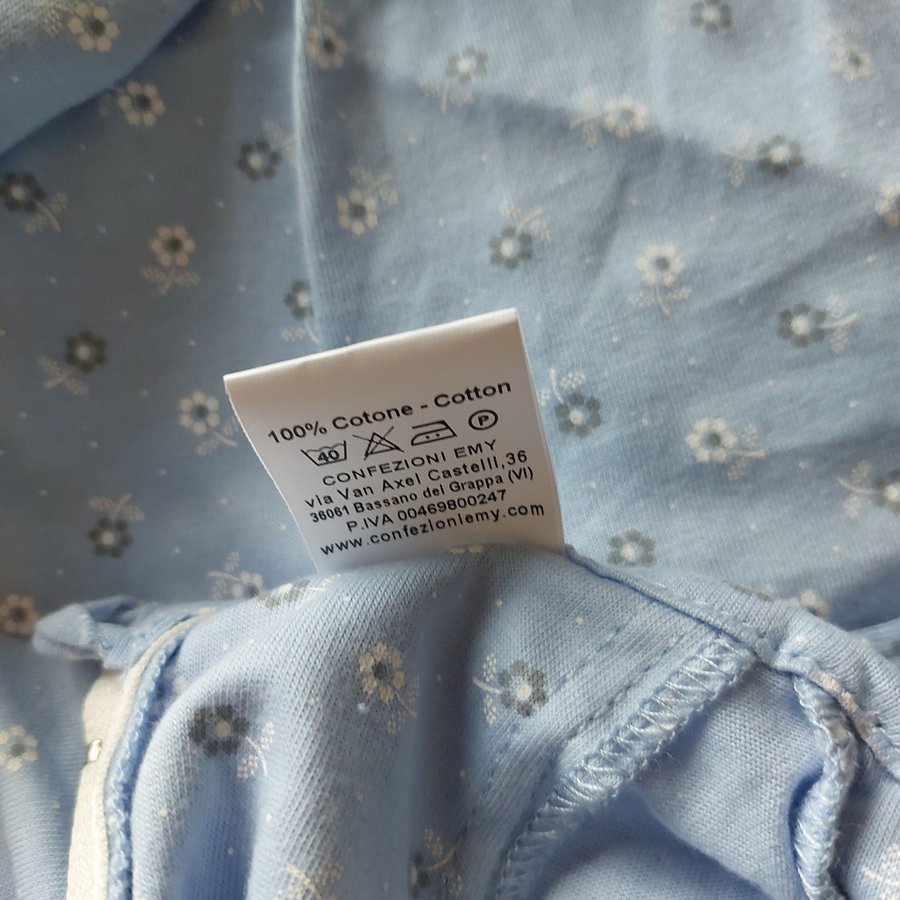 100% Cotone - Cotton
40 P
CONFEZIONI EMY
via Van Axel Castelli,36
36061 Bassano del Grappa (VI)
P.IVA 00469800247
www.confezioniemy.com